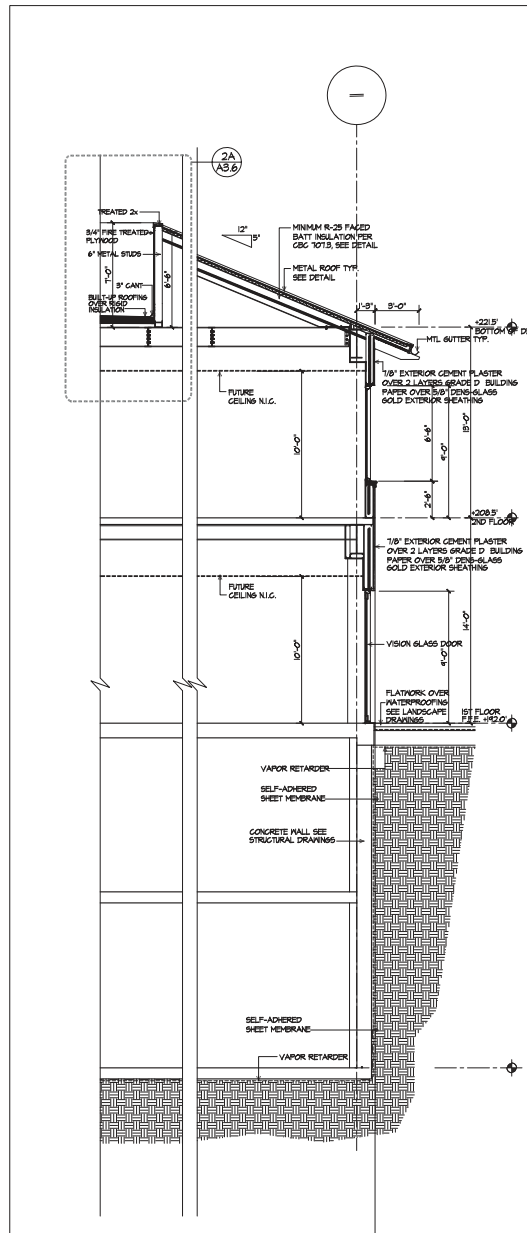 2A
A3.6
TREATED 2x
3/4" FIRE TREATED
PLYWOOD
6" METAL STUDS
7'-0"
6'-6"
3" CANT
BUILT-UP ROOFING
OVER RIGID
INSULATION
12"
5"
MINIMUM R-25 FACED
BATT INSULATION PER
CBC 707.3, SEE DETAIL
METAL ROOF TYP.
SEE DETAIL
1'-3"
3'-0"
+221.5'
BOTTOM OF D
MTL GUTTER TYP.
7/8" EXTERIOR CEMENT PLASTER
OVER 2 LAYERS GRADE D BUILDING
PAPER OVER 5/8" DENS-GLASS
GOLD EXTERIOR SHEATHING
FUTURE
CEILING N.I.C.
10'-0"
6'-6"
9'-0"
13'-0"
2'-6"
+208.5'
2ND FLOOR
7/8" EXTERIOR CEMENT PLASTER
OVER 2 LAYERS GRADE D BUILDING
PAPER OVER 5/8" DENS-GLASS
GOLD EXTERIOR SHEATHING
FUTURE
CEILING N.I.C.
10'-0"
9'-0"
14'-0"
VISION GLASS DOOR
FLATWORK OVER
WATERPROOFING
SEE LANDSCAPE
DRAWINGS
1ST FLOOR
F.F.E. +192.0'
VAPOR RETARDER
SELF-ADHERED
SHEET MEMBRANE
CONCRETE WALL SEE
STRUCTURAL DRAWINGS
SELF-ADHERED
SHEET MEMBRANE
VAPOR RETARDER